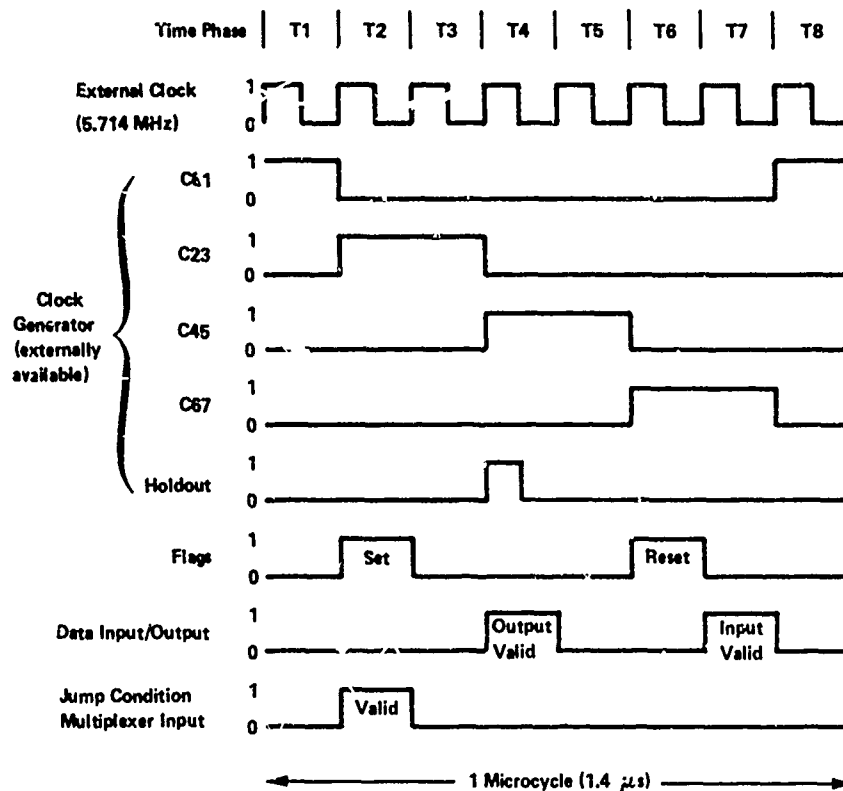 Time Phase | T1 | T2 | T3 | T4 | T5 | T6 | T7 | T8
External Clock
(5.714 MHz)
1
0
C81
1
0
C23
1
0
C45
1
0
C67
1
0
Holdout
1
0
Clock
Generator
(externally
available)
Flags
1
0
Set
Reset
Data Input/Output
1
0
Output
Valid
Input
Valid
Jump Condition
Multiplexer Input
1
0
Valid
1 Microcycle (1.4 μs)